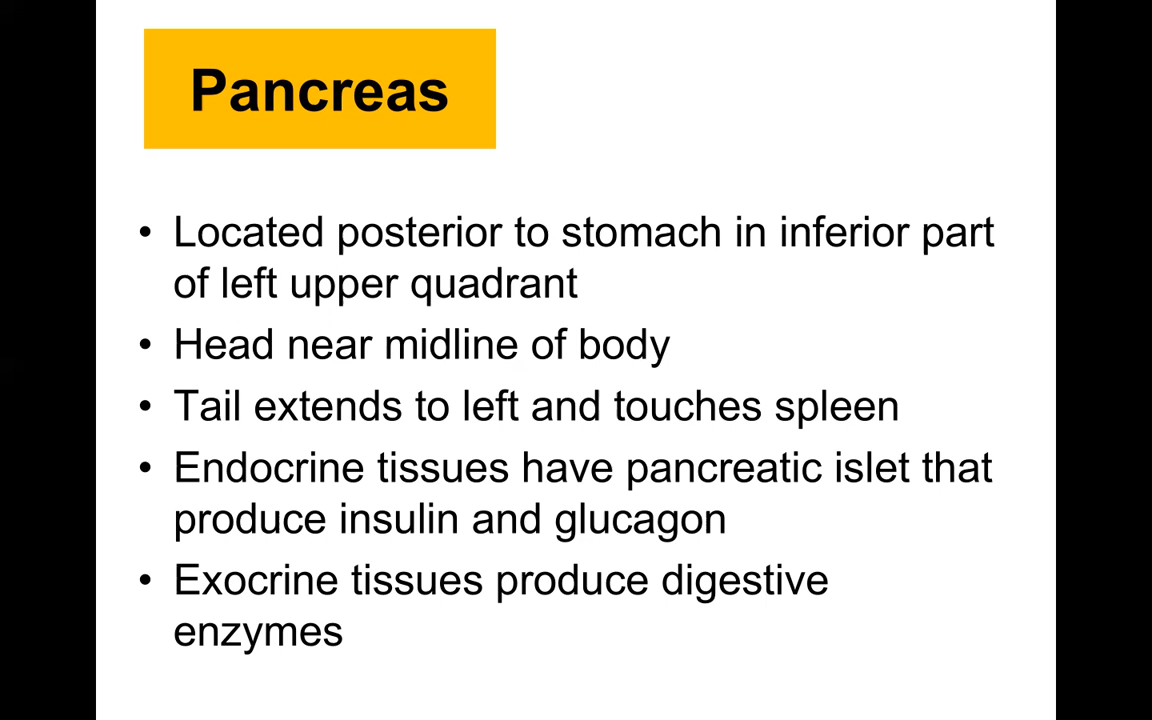 Pancreas
• Located posterior to stomach in inferior part
of left upper quadrant
• Head near midline of body
• Tail extends to left and touches spleen
• Endocrine tissues have pancreatic islet that
produce insulin and glucagon
• Exocrine tissues produce digestive
enzymes